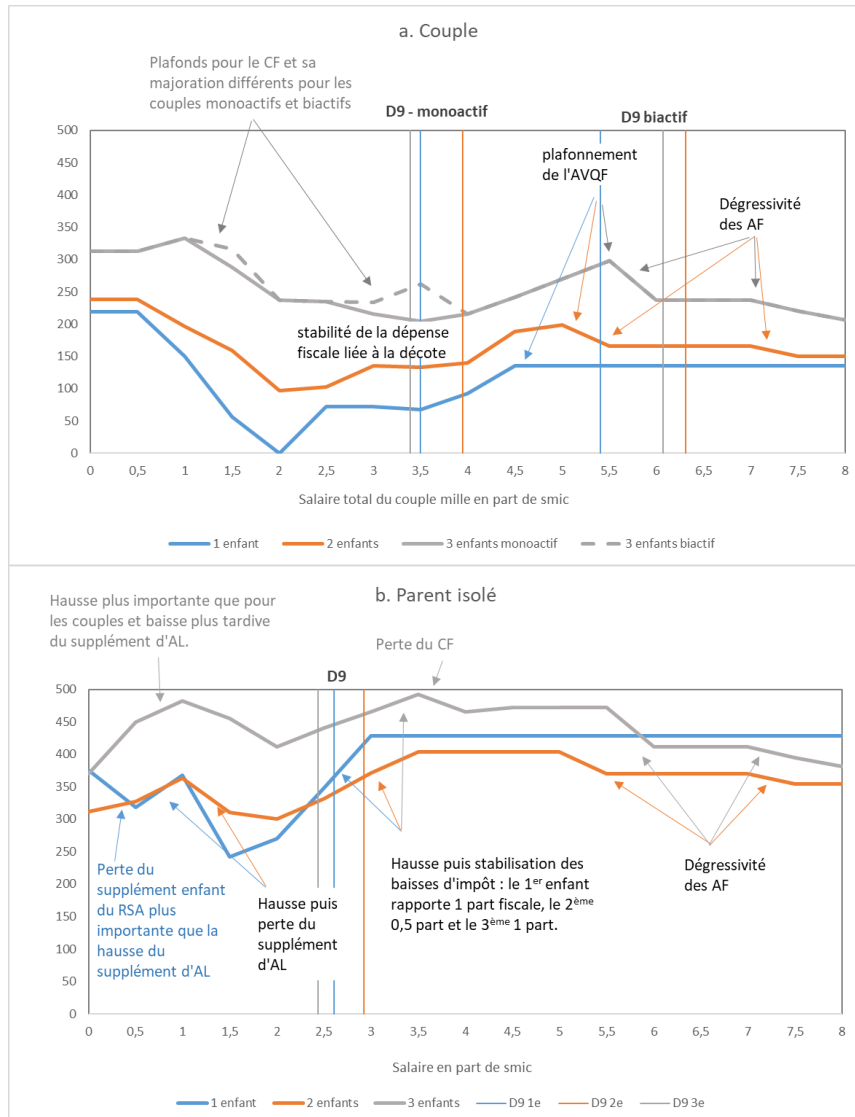 a. Couple
Plafonds pour le CF et sa
majoration différents pour les
couples monoactifs et biactifs
D9 - monoactif
D9 biactif
plafonnement
de l'AVQF
Dégressivité
des AF
stabilité de la dépense
fiscale liée à la décote
500
450
400
350
300
250
200
150
100
50
0
0 0,5 1 1,5 2 2,5 3 3,5 4 4,5 5 5,5 6 6,5 7 7,5 8
Salaire total du couple mille en part de smic
1 enfant 2 enfants 3 enfants monoactif 3 enfants biactif
b. Parent isolé
Hausse plus importante que pour
les couples et baisse plus tardive
du supplément d'AL.
Perte du CF
D9
500
450
400
350
300
250
200
150
100
50
0
Perte du
supplément enfant
du RSA plus
importante que la
hausse du
supplément d'AL
Hausse puis
perte du
supplément
d'AL
Hausse puis stabilisation des
baisses d'impôt : le 1er enfant
rapporte 1 part fiscale, le 2ème
0,5 part et le 3ème 1 part.
Dégressivité
des AF
0 0,5 1 1,5 2 2,5 3 3,5 4 4,5 5 5,5 6 6,5 7 7,5 8
Salaire en part de smic
1 enfant 2 enfants 3 enfants D9 1e D9 2e D9 3e